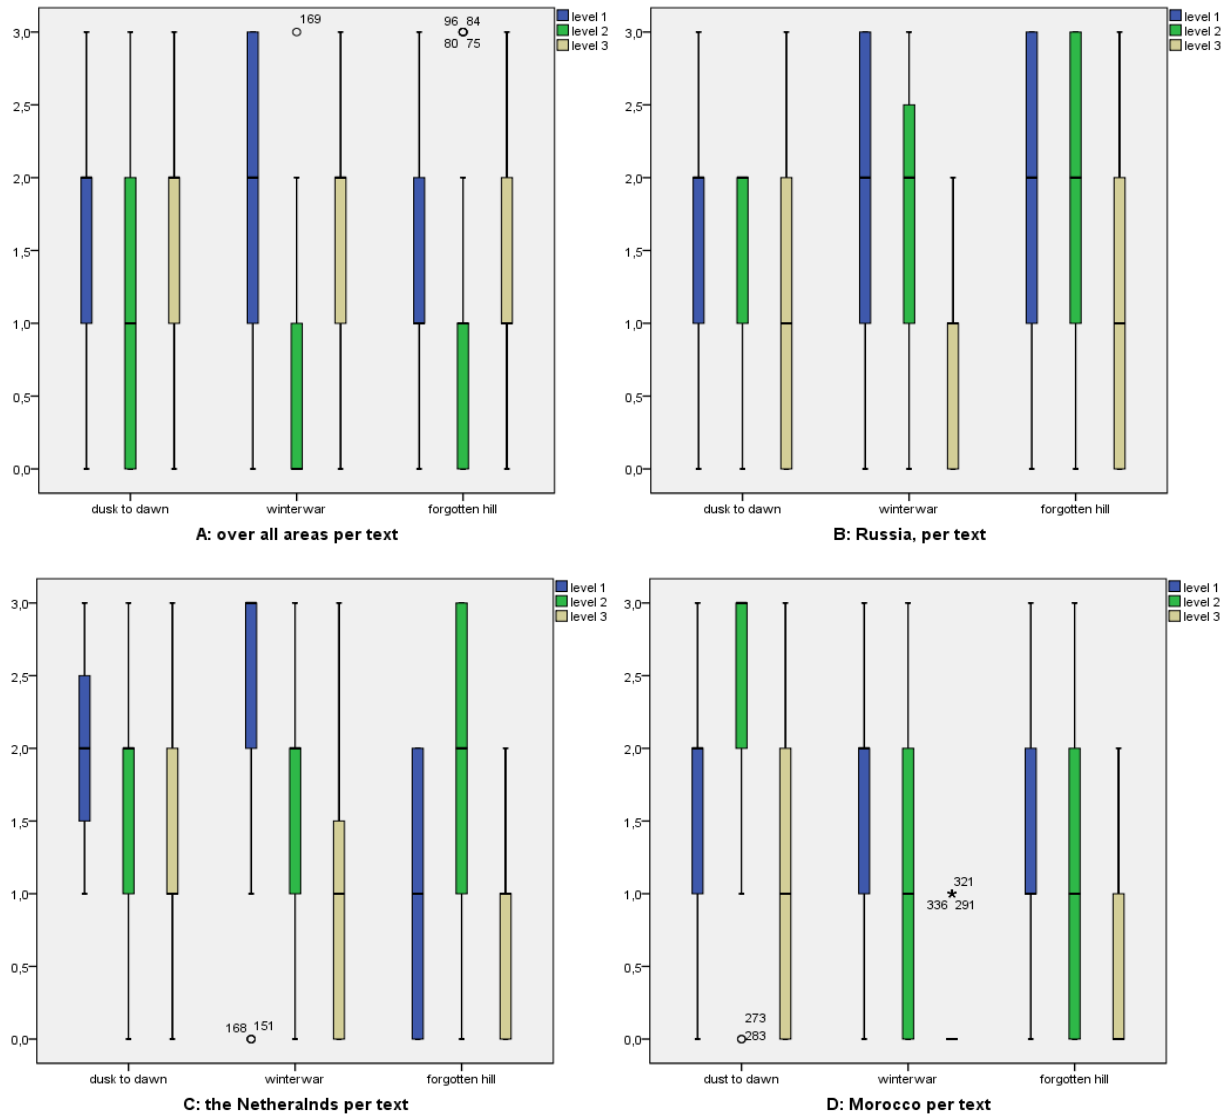 level 1
level 2
level 3
169
96 84
80 75
3,0
2,5
2,0
1,5
1,0
0,5
0,0
dusk to dawn winterwar forgotten hill
A: over all areas per text
level 1
level 2
level 3
3,0
2,5
2,0
1,5
1,0
0,5
0,0
dusk to dawn winterwar forgotten hill
B: Russia, per text
level 1
level 2
level 3
3,0
2,5
2,0
1,5
1,0
0,5
0,0
168 151
dusk to dawn winterwar forgotten hill
C: the Netheralnds per text
level 1
level 2
level 3
3,0
2,5
2,0
1,5
1,0
0,5
0,0
321
336 291
273
283
dust to dawn winterwar forgotten hill
D: Morocco per text